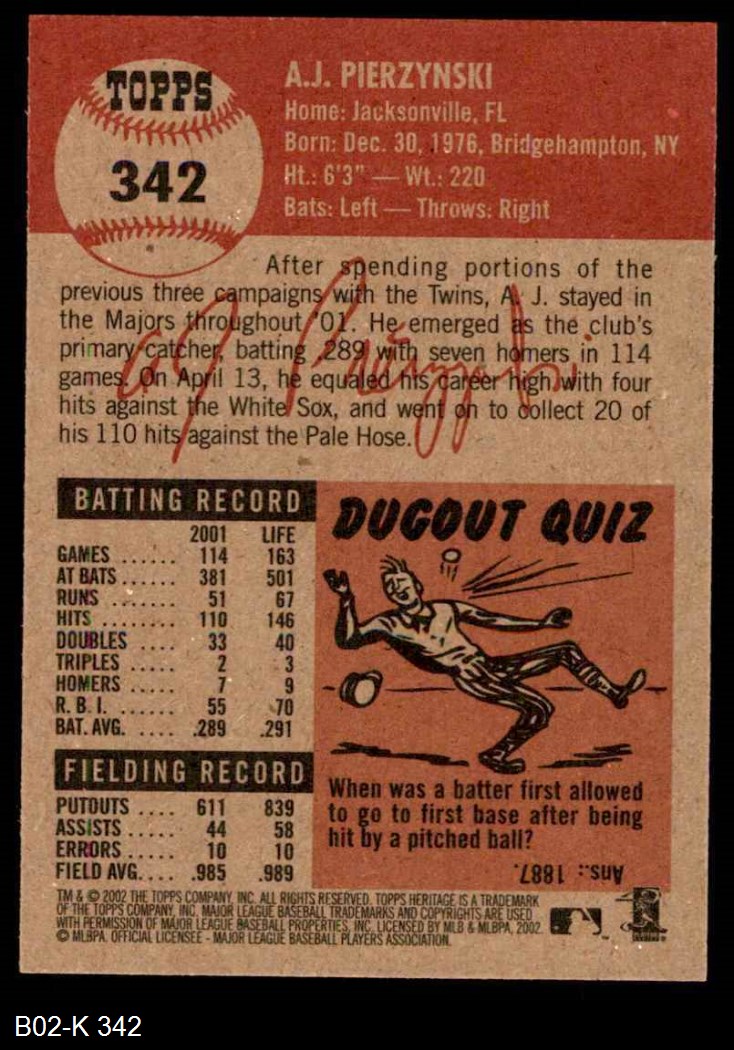 TOPPS
342
A.J. PIERZYNSKI
Home: Jacksonville, FL
Born: Dec. 30, 1976, Bridgehampton, NY
Ht.: 6'3" — Wt.: 220
Bats: Left — Throws: Right
After spending portions of the
previous three campaigns with the Twins, A. J. stayed in
the Majors throughout '01. He emerged as the club's
primary catcher, batting .289 with seven homers in 114
games. On April 13, he equaled his career high with four
hits against the White Sox, and went on to collect 20 of
his 110 hits against the Pale Hose.
A.J. Pierzynski
BATTING RECORD
2001 LIFE
GAMES ...... 114 163
AT BATS ...... 381 501
RUNS ....... 51 67
HITS ........ 110 146
DOUBLES .... 33 40
TRIPLES ..... 2 3
HOMERS ..... 7 9
R. B. I. ...... 55 70
BAT. AVG. .... .289 .291
FIELDING RECORD
PUTOUTS .... 611 839
ASSISTS ..... 44 58
ERRORS ..... 10 10
FIELD AVG.... .985 .989
DUGOUT QUIZ
When was a batter first allowed
to go to first base after being
hit by a pitched ball?
Ans.: 1887.
TM & © 2002 THE TOPPS COMPANY, INC. ALL RIGHTS RESERVED. TOPPS HERITAGE IS A TRADEMARK
OF THE TOPPS COMPANY, INC. MAJOR LEAGUE BASEBALL TRADEMARKS AND COPYRIGHTS ARE USED
WITH PERMISSION OF MAJOR LEAGUE BASEBALL PROPERTIES, INC. LICENSED BY MLB & MLBPA, 2002.
© MLBPA. OFFICIAL LICENSEE - MAJOR LEAGUE BASEBALL PLAYERS ASSOCIATION.
B02-K 342